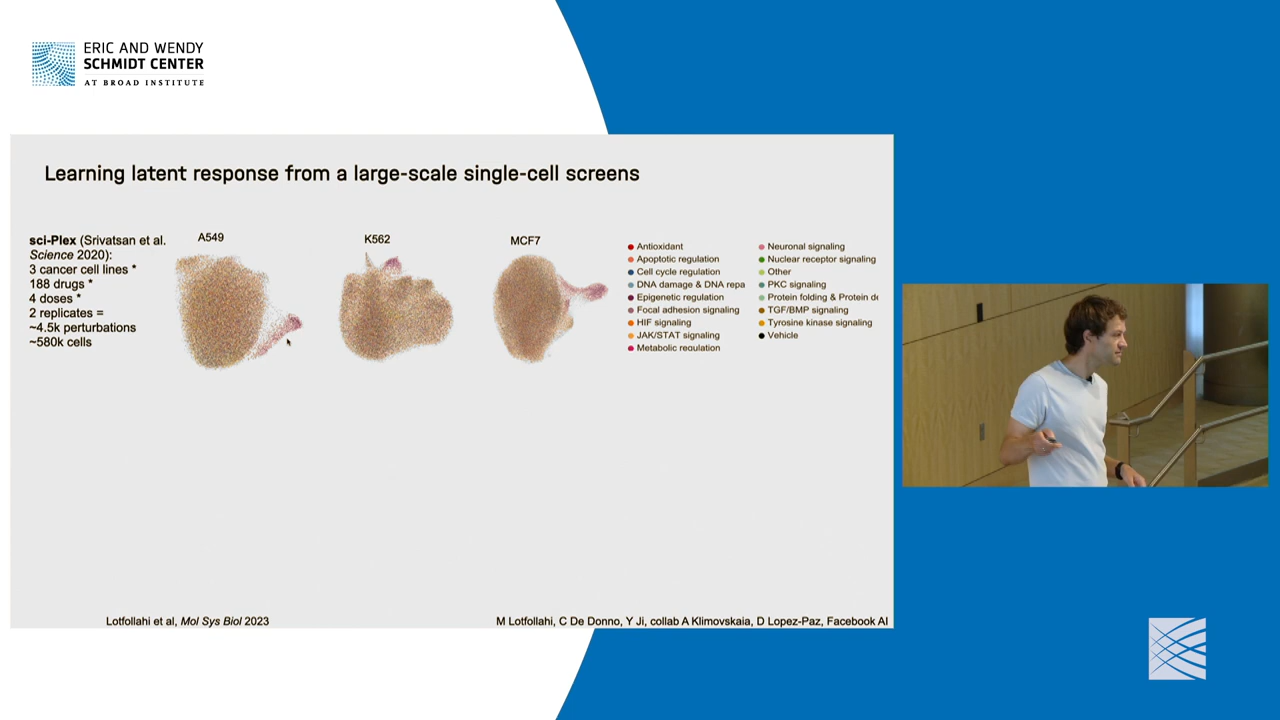 ERIC AND WENDY
SCHMIDT CENTER
AT BROAD INSTITUTE
Learning latent response from a large-scale single-cell screens
sci-Plex (Srivatsan et al.
Science 2020):
3 cancer cell lines *
188 drugs *
4 doses *
2 replicates =
~4.5k perturbations
~580k cells
A549
K562
MCF7
Antioxidant
Apoptotic regulation
Cell cycle regulation
DNA damage & DNA repa
Epigenetic regulation
Focal adhesion signaling
HIF signaling
JAK/STAT signaling
Metabolic regulation
Neuronal signaling
Nuclear receptor signaling
Other
PKC signaling
Protein folding & Protein de
TGF/BMP signaling
Tyrosine kinase signaling
Vehicle
Lotfollahi et al, Mol Sys Biol 2023
M Lotfollahi, C De Donno, Y Ji, collab A Klimovskaia, D Lopez-Paz, Facebook AI